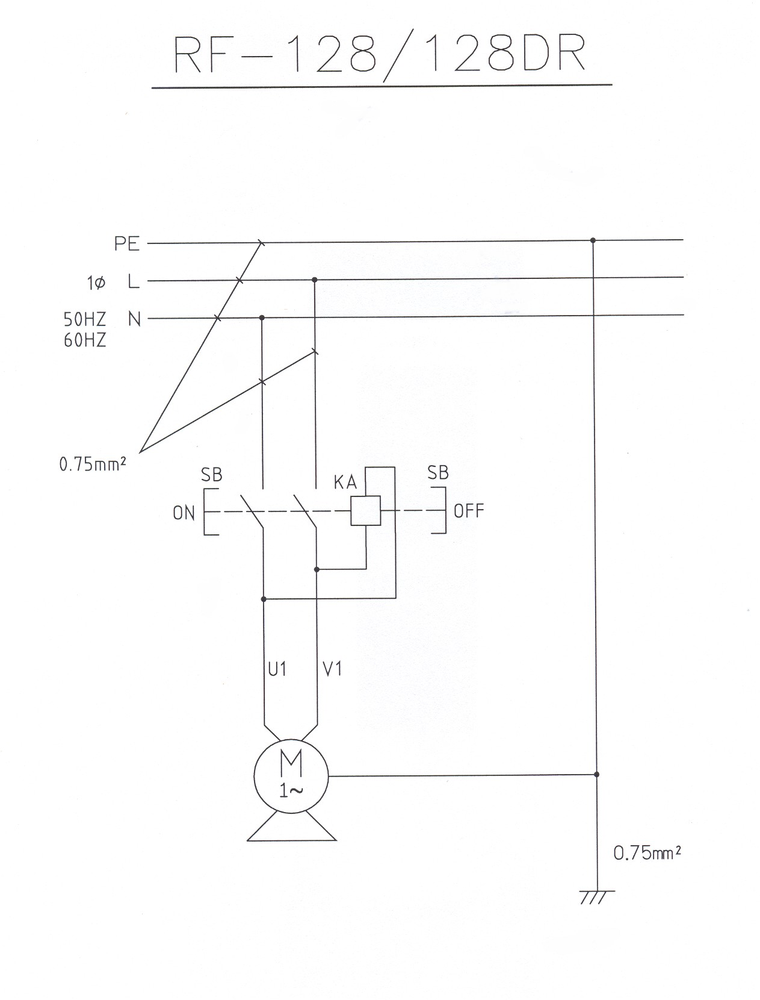 RF-128/128DR
PE
1ø L
50HZ N
60HZ
0.75mm²
SB
KA
SB
ON
OFF
U1
V1
M
1~
0.75mm²